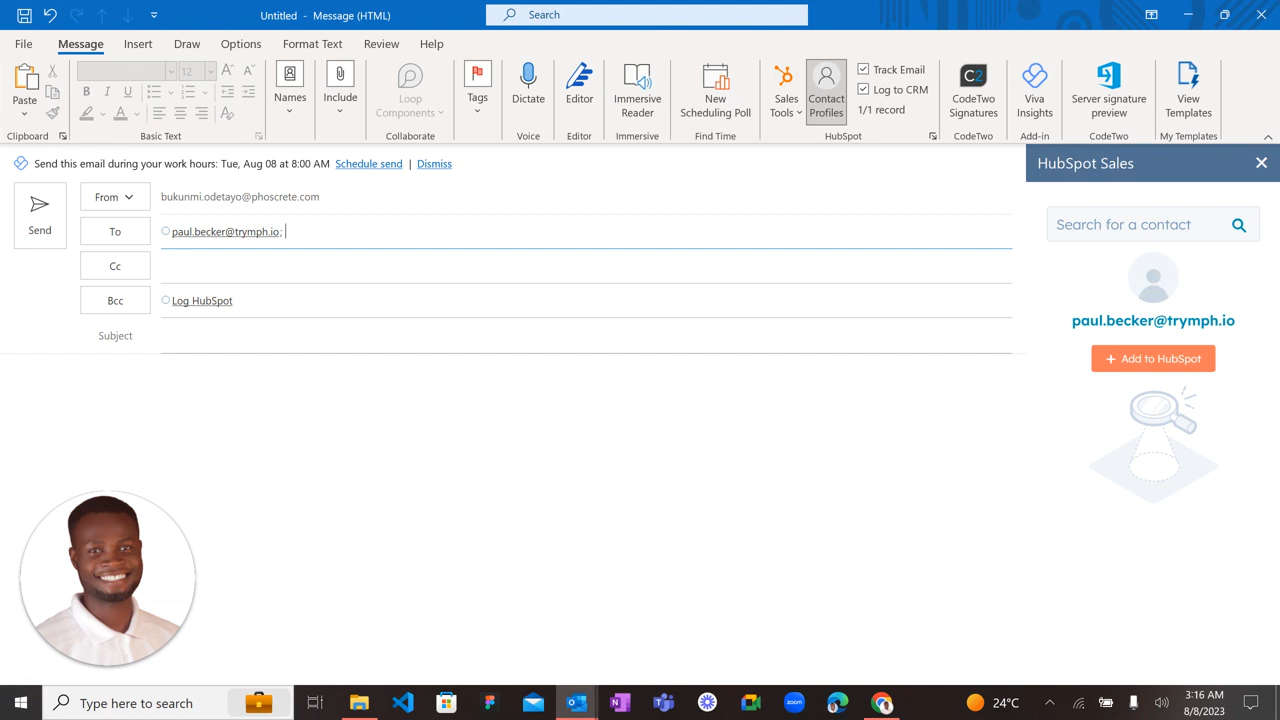 Untitled - Message (HTML)
Search
File Message Insert Draw Options Format Text Review Help
Paste
12
B I U
Names
Include
Loop Components
Tags
Dictate
Editor
Immersive Reader
New Scheduling Poll
Sales Tools
Contact Profiles
Track Email
Log to CRM
1/1 record
CodeTwo Signatures
Viva Insights
Server signature preview
View Templates
Clipboard
Basic Text
Collaborate
Voice
Editor
Immersive
Find Time
HubSpot
CodeTwo
Add-in
CodeTwo
My Templates
Send this email during your work hours: Tue, Aug 08 at 8:00 AM Schedule send | Dismiss
Send
From bukunmi.odetayo@phoscrete.com
To paul.becker@trymph.io;
Cc
Bcc Log HubSpot
Subject
HubSpot Sales
Search for a contact
paul.becker@trymph.io
+ Add to HubSpot
Type here to search
24°C
3:16 AM
8/8/2023